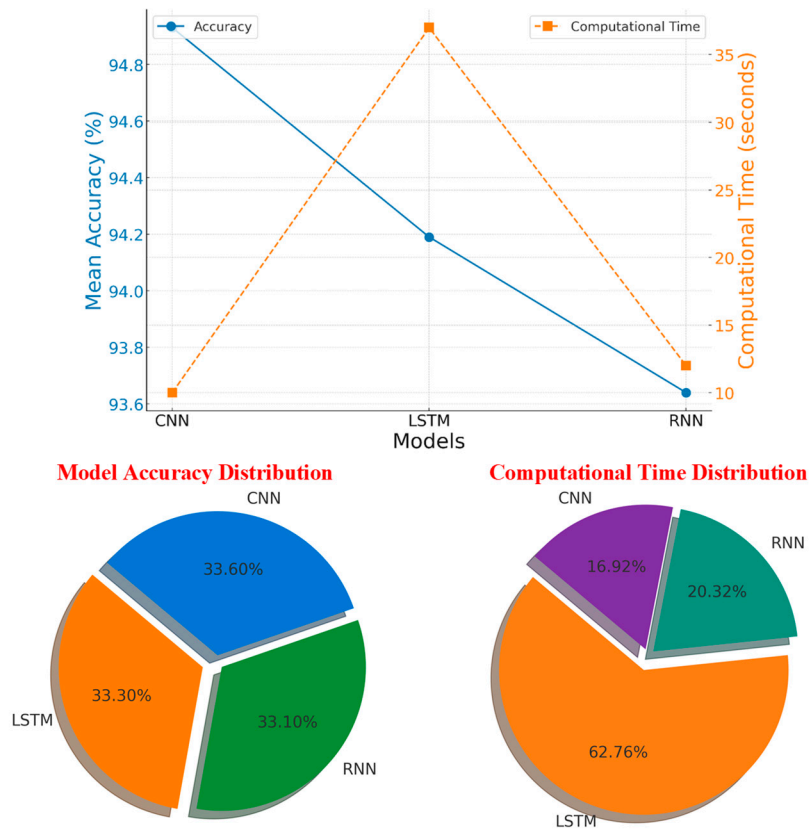 Accuracy
Computational Time
Mean Accuracy (%)
94.8
94.6
94.4
94.2
94.0
93.8
93.6
35
30
25
20
15
10
Computational Time (seconds)
CNN
LSTM
RNN
Models
Model Accuracy Distribution
CNN
33.60%
LSTM
33.30%
33.10%
RNN
Computational Time Distribution
CNN
RNN
16.92%
20.32%
62.76%
LSTM